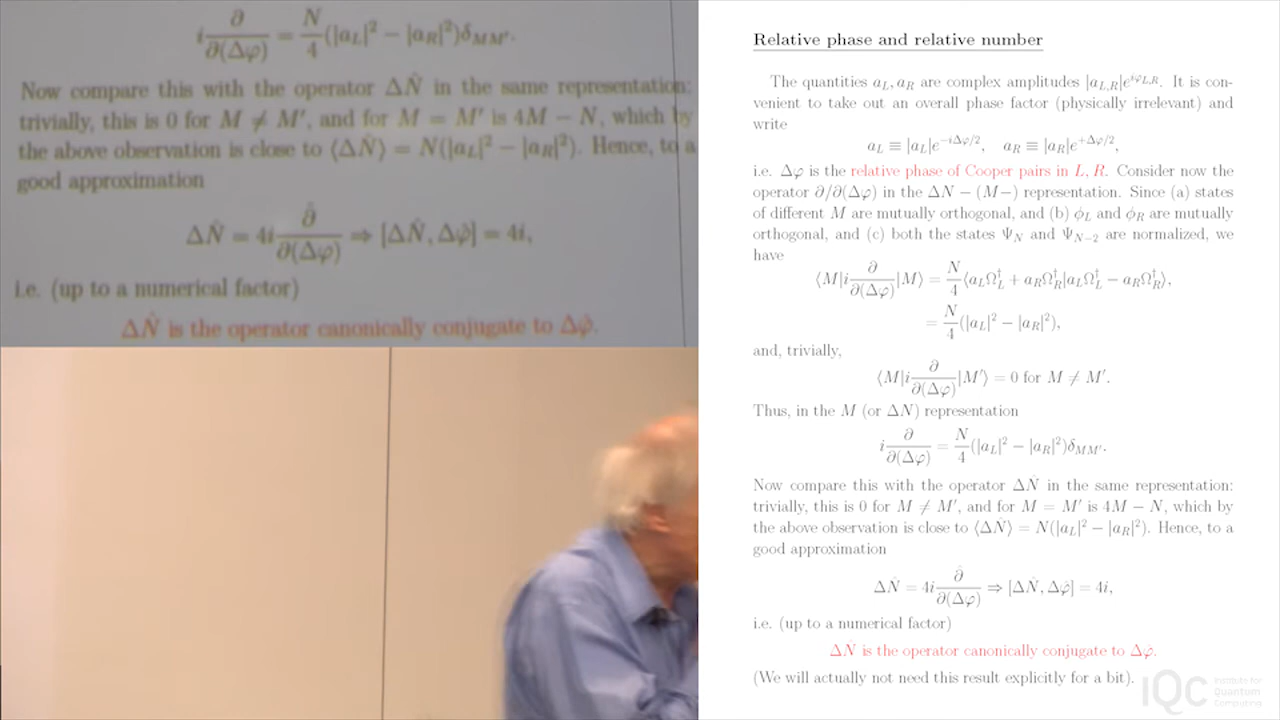 i ∂/∂(Δφ) = N/4 (|a_L|² − |a_R|²)δ_MM′.
Now compare this with the operator ΔN̂ in the same representation:
trivially, this is 0 for M ≠ M′, and for M = M′ is 4M − N, which by
the above observation is close to ⟨ΔN̂⟩ = N(|a_L|² − |a_R|²). Hence, to a
good approximation
ΔN̂ = 4i ∂̂/∂(Δφ) ⇒ [ΔN̂, Δφ̂] = 4i,
i.e. (up to a numerical factor)
ΔN̂ is the operator canonically conjugate to Δφ̂.
Relative phase and relative number
The quantities a_L, a_R are complex amplitudes |a_L,R|e^{iφ_L,R}. It is con-
venient to take out an overall phase factor (physically irrelevant) and
write
a_L ≡ |a_L|e^{−iΔφ/2}, a_R ≡ |a_R|e^{+Δφ/2},
i.e. Δφ is the relative phase of Cooper pairs in L, R. Consider now the
operator ∂/∂(Δφ) in the ΔN − (M−) representation. Since (a) states
of different M are mutually orthogonal, and (b) ϕ_L and ϕ_R are mutually
orthogonal, and (c) both the states Ψ_N and Ψ_N−2 are normalized, we
have
⟨M|i ∂/∂(Δφ) |M⟩ = N/4 ⟨a_LΩ_L† + a_RΩ_R†|a_LΩ_L† − a_RΩ_R†⟩,
= N/4 (|a_L|² − |a_R|²),
and, trivially,
⟨M|i ∂/∂(Δφ) |M′⟩ = 0 for M ≠ M′.
Thus, in the M (or ΔN) representation
i ∂/∂(Δφ) = N/4 (|a_L|² − |a_R|²)δ_MM′.
Now compare this with the operator ΔN̂ in the same representation:
trivially, this is 0 for M ≠ M′, and for M = M′ is 4M − N, which by
the above observation is close to ⟨ΔN̂⟩ = N(|a_L|² − |a_R|²). Hence, to a
good approximation
ΔN̂ = 4i ∂̂/∂(Δφ) ⇒ [ΔN̂, Δφ̂] = 4i,
i.e. (up to a numerical factor)
ΔN̂ is the operator canonically conjugate to Δφ̂.
(We will actually not need this result explicitly for a bit).
IQC Institute for
Quantum
Computing